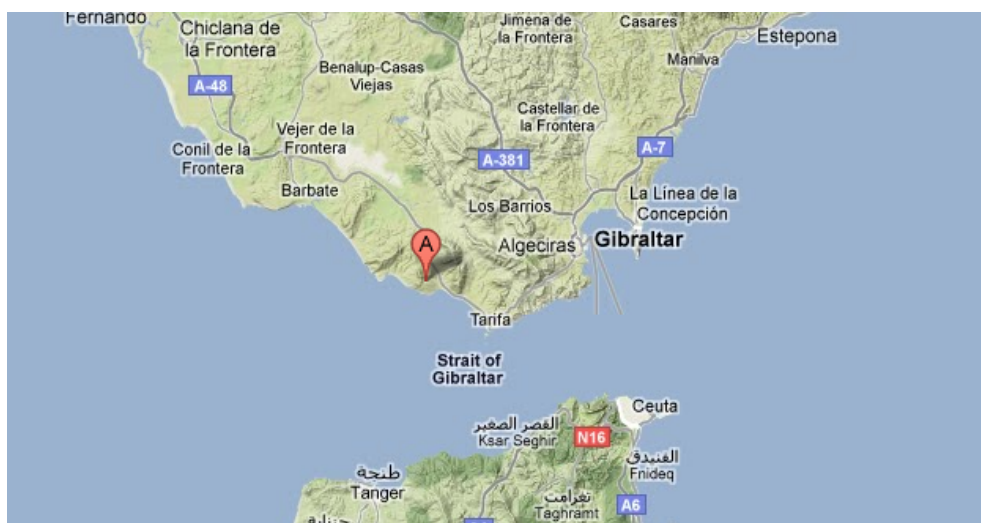 Fernando
Chiclana de
la Frontera
Jimena de
la Frontera
Casares
Estepona
Manilva
Benalup-Casas
Viejas
A-48
Castellar de
la Frontera
Vejer de la
Frontera
Conil de la
Frontera
A-7
A-381
Barbate
La Línea de la
Concepción
Los Barrios
Algeciras
Gibraltar
A
Tarifa
Strait of
Gibraltar
Ceuta
القصر الصغير
Ksar Seghir
N16
الفنيدق
Fnideq
طنجة
Tanger
تغرامت
Taghramt
A6